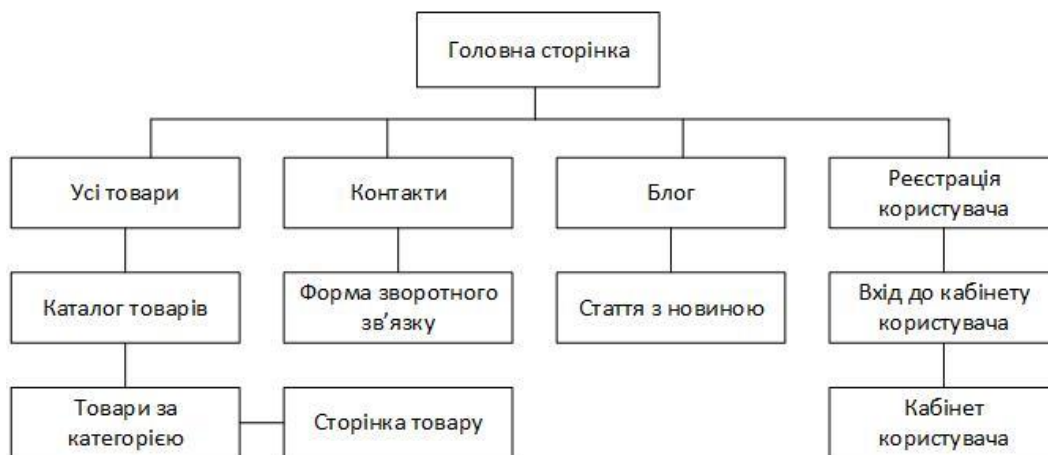 Головна сторінка
Усі товари
Контакти
Блог
Реєстрація
користувача
Каталог товарів
Форма зворотного
зв’язку
Стаття з новиною
Вхід до кабінету
користувача
Товари за
категорією
Сторінка товару
Кабінет
користувача